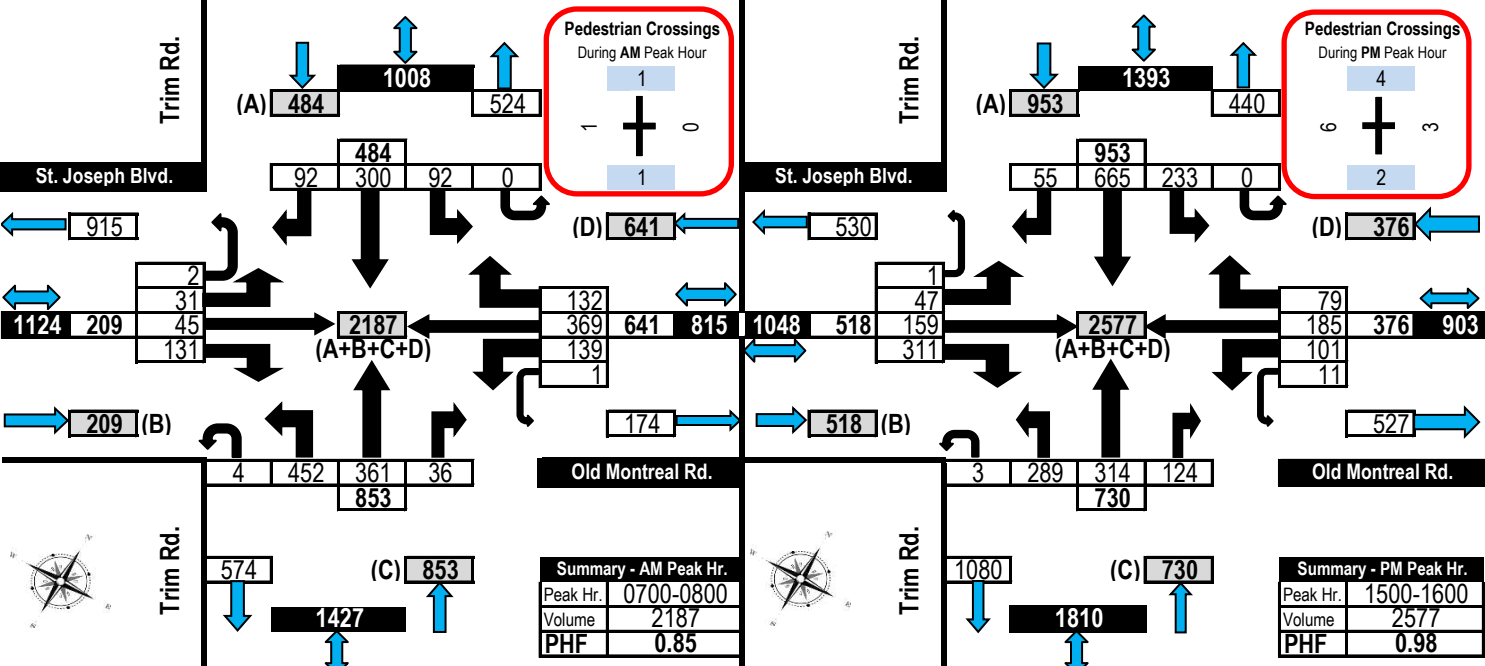 Trim Rd.
1008
(A) 484
524
Pedestrian Crossings
During AM Peak Hour
1
1
0
1
484
92 300 92 0
St. Joseph Blvd.
915
(D) 641
2
31
45
131
1124 209
2187
(A+B+C+D)
132
369
139
1
641 815
209 (B)
174
4 452 361 36
853
Old Montreal Rd.
Trim Rd.
574
(C) 853
1427
Summary - AM Peak Hr.
Peak Hr. 0700-0800
Volume 2187
PHF 0.85
Trim Rd.
1393
(A) 953
440
Pedestrian Crossings
During PM Peak Hour
4
6
3
2
953
55 665 233 0
St. Joseph Blvd.
530
(D) 376
1
47
159
311
1048 518
2577
(A+B+C+D)
79
185
101
11
376 903
518 (B)
527
3 289 314 124
730
Old Montreal Rd.
Trim Rd.
1080
(C) 730
1810
Summary - PM Peak Hr.
Peak Hr. 1500-1600
Volume 2577
PHF 0.98